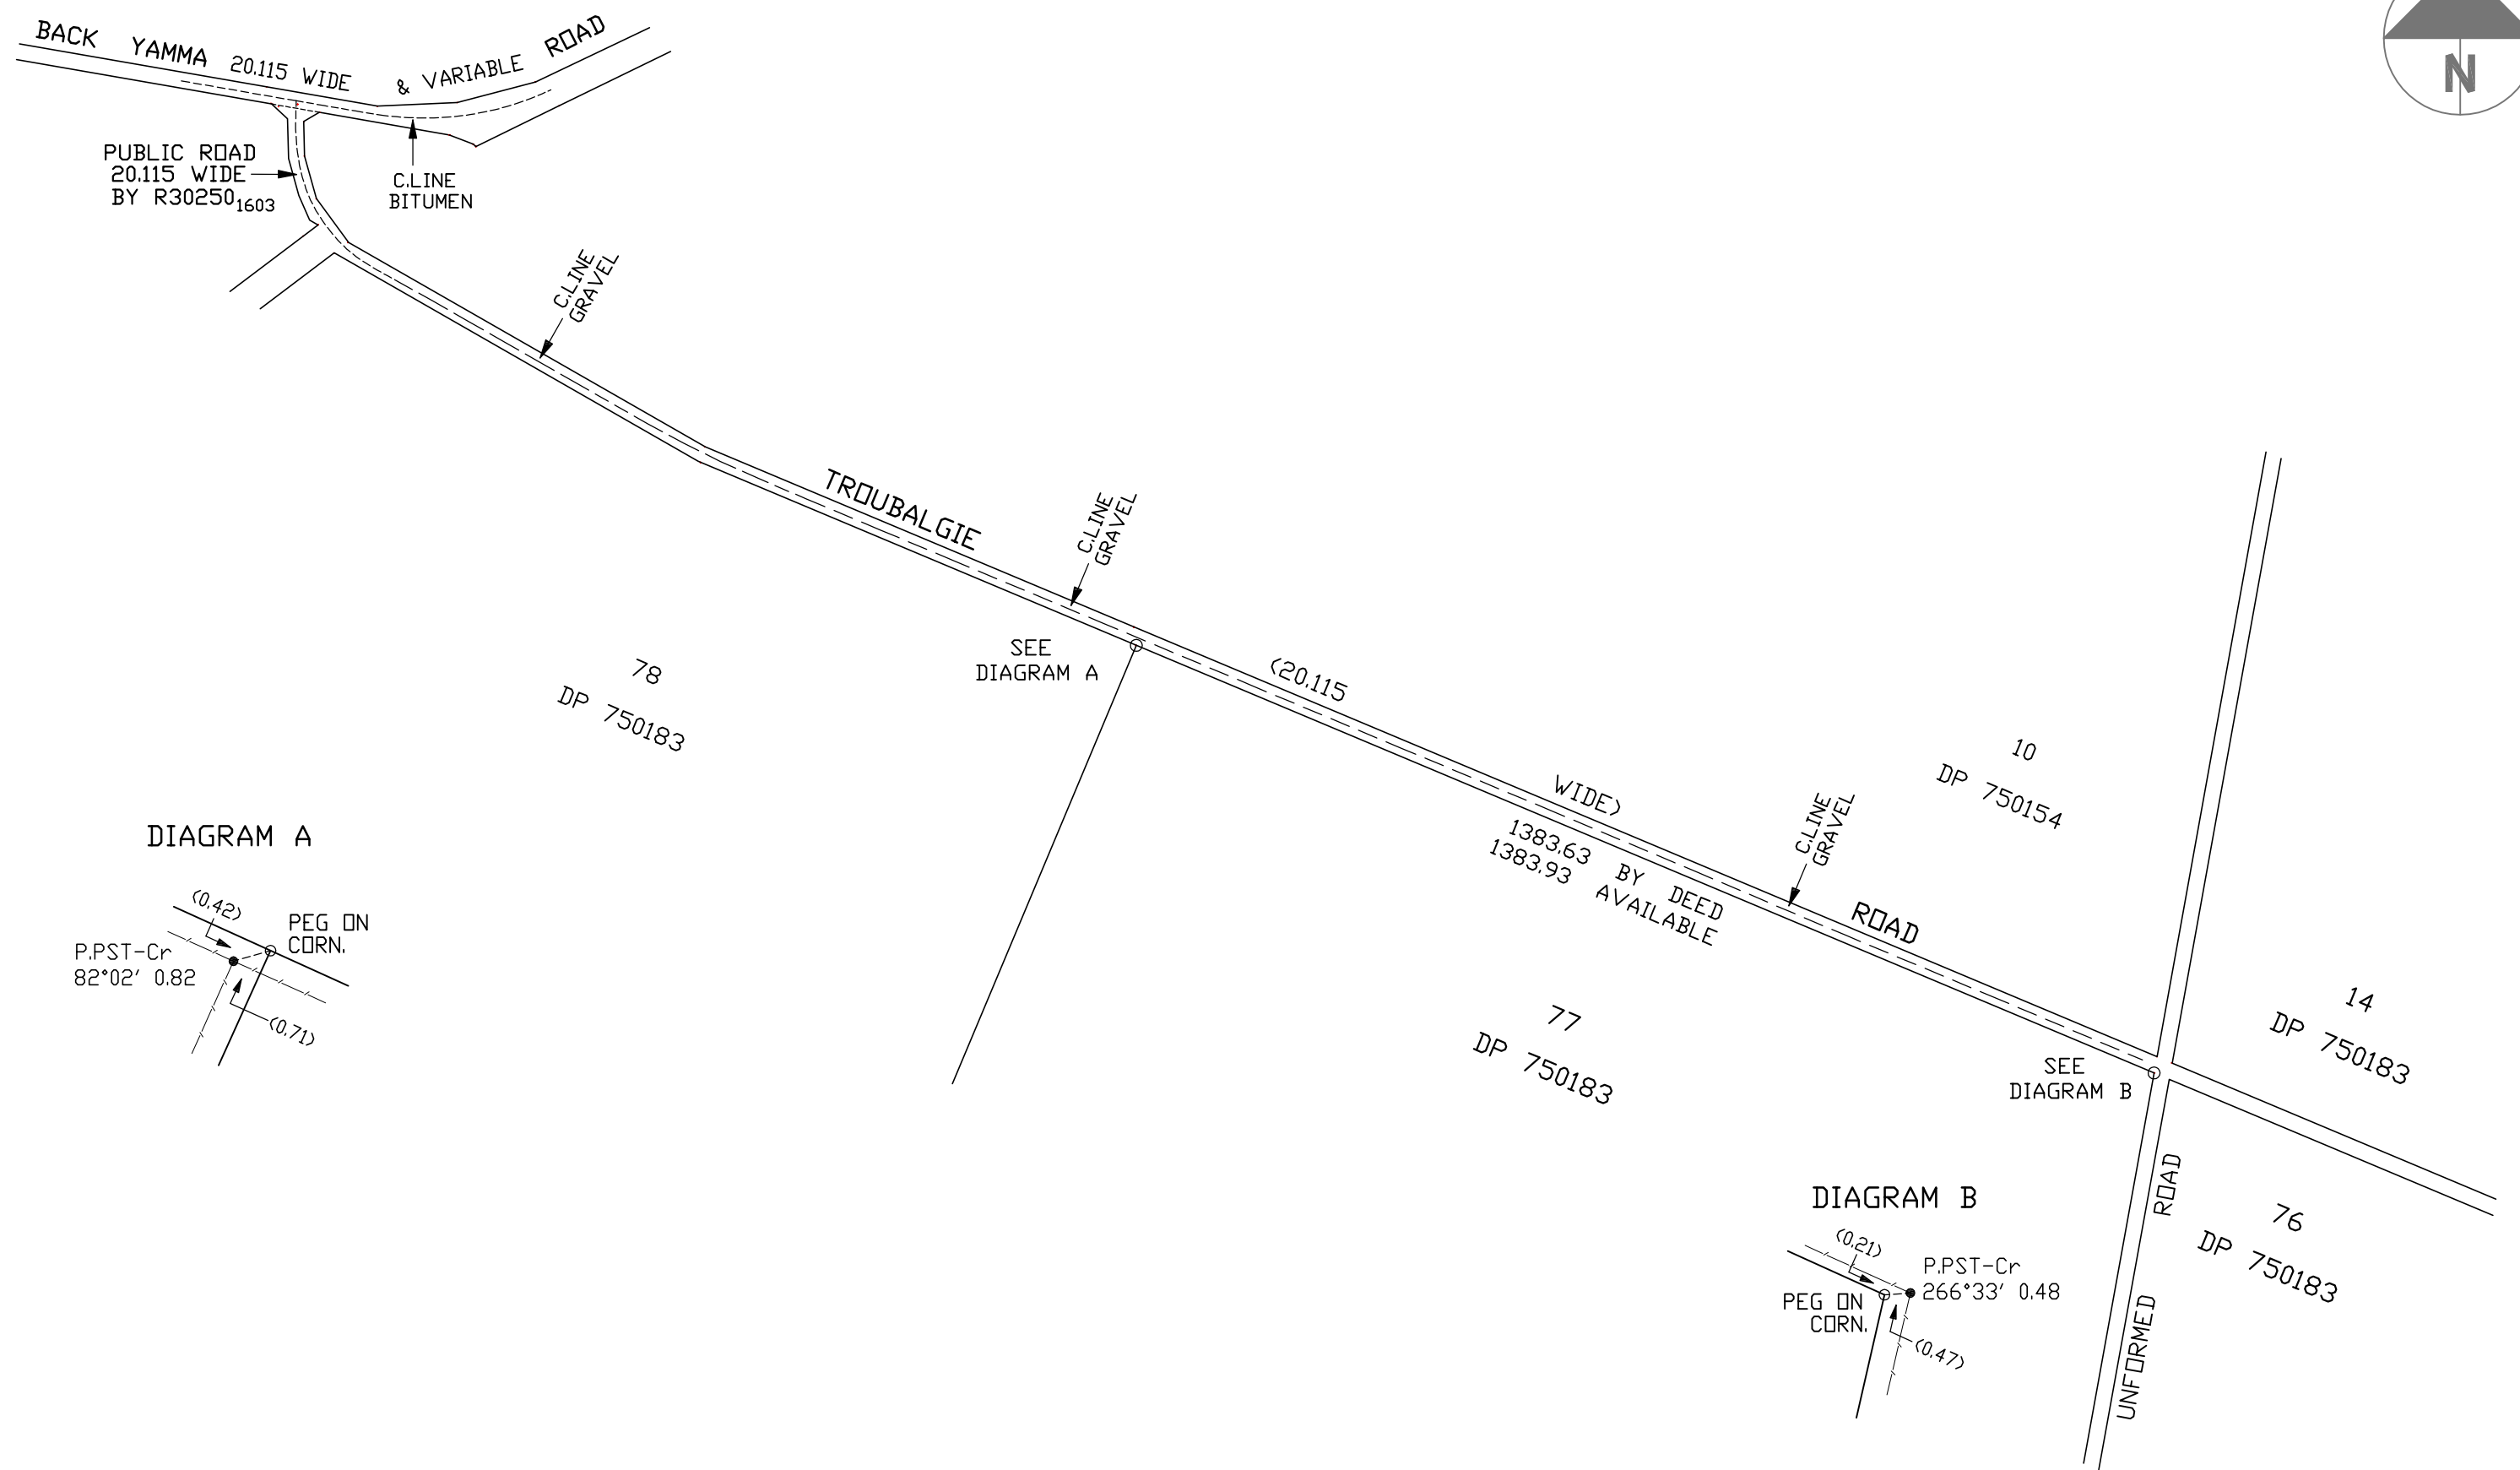 BACK YAMMA 20.115 WIDE & VARIABLE ROAD
N
PUBLIC ROAD
20.115 WIDE
BY R30250 1603
C.LINE
BITUMEN
C.LINE
GRAVEL
TROUBALGIE
C.LINE
GRAVEL
SEE
DIAGRAM A
(20.115
WIDE)
78
DP 750183
10
DP 750154
C.LINE
GRAVEL
1383.63 BY DEED
1383.93 AVAILABLE
ROAD
DIAGRAM A
(0.42)
PEG ON
CORN.
P.PST-Cr
82°02' 0.82
(0.71)
77
DP 750183
14
DP 750183
SEE
DIAGRAM B
UNFORMED ROAD
76
DP 750183
DIAGRAM B
(0.21)
P.PST-Cr
266°33' 0.48
PEG ON
CORN.
(0.47)